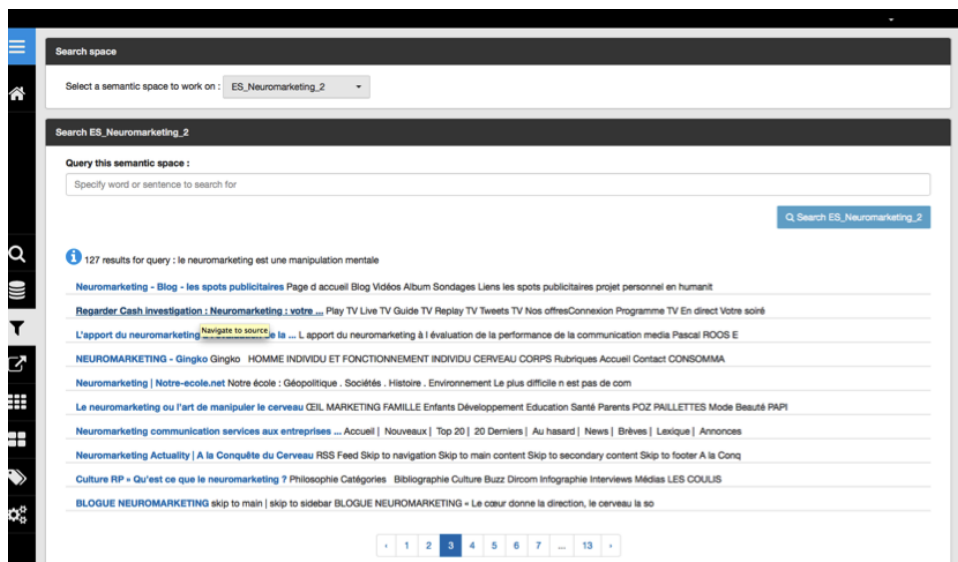 Search space
Select a semantic space to work on : ES_Neuromarketing_2
Search ES_Neuromarketing_2
Query this semantic space :
Specify word or sentence to search for
Search ES_Neuromarketing_2
127 results for query : le neuromarketing est une manipulation mentale
Neuromarketing - Blog - les spots publicitaires Page d accueil Blog Vidéos Album Sondages Liens les spots publicitaires projet personnel en humanit
Regarder Cash investigation : Neuromarketing : votre ... Play TV Live TV Guide TV Replay TV Tweets TV Nos offresConnexion Programme TV En direct Votre soiré
Navigate to source
L'apport du neuromarketing de la ... L apport du neuromarketing à l évaluation de la performance de la communication media Pascal ROOS E
NEUROMARKETING - Gingko Gingko HOMME INDIVIDU ET FONCTIONNEMENT INDIVIDU CERVEAU CORPS Rubriques Accueil Contact CONSOMMA
Neuromarketing | Notre-ecole.net Notre école : Géopolitique . Sociétés . Histoire . Environnement Le plus difficile n est pas de com
Le neuromarketing ou l'art de manipuler le cerveau ŒIL MARKETING FAMILLE Enfants Développement Education Santé Parents POZ PAILLETTES Mode Beauté PAPI
Neuromarketing communication services aux entreprises ... Accueil | Nouveaux | Top 20 | 20 Derniers | Au hasard | News | Brèves | Lexique | Annonces
Neuromarketing Actuality | A la Conquête du Cerveau RSS Feed Skip to navigation Skip to main content Skip to secondary content Skip to footer A la Conq
Culture RP » Qu'est ce que le neuromarketing ? Philosophie Catégories Bibliographie Culture Buzz Dircom Infographie Interviews Médias LES COULIS
BLOGUE NEUROMARKETING skip to main | skip to sidebar BLOGUE NEUROMARKETING « Le cœur donne la direction, le cerveau la so
‹ 1 2 3 4 5 6 7 ... 13 ›